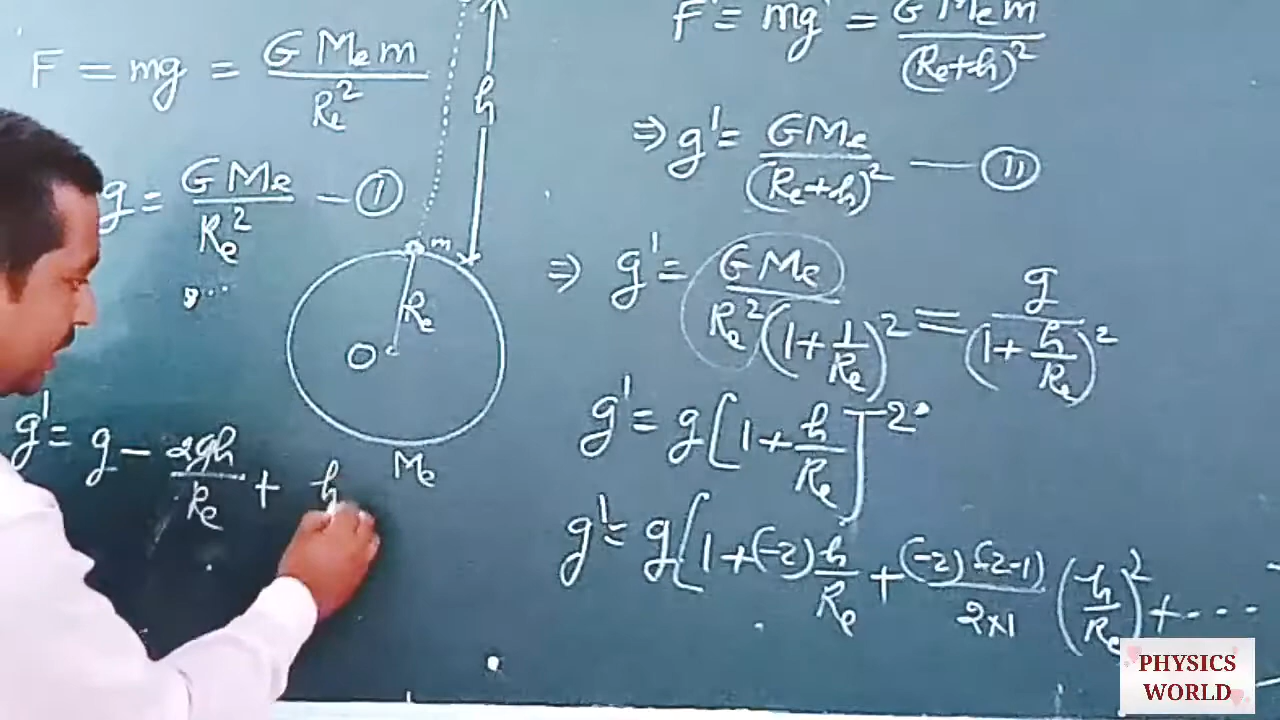 F = mg = G Me m / Re²
g = G Me / Re² — (1)
h
m
Re
O
Me
g' = g - 2gh / Re + h
F' = mg' = G Me m / (Re+h)²
⇒ g' = G Me / (Re+h)² — (11)
⇒ g' = G Me / Re² (1 + 1/Re)² = g / (1 + h/Re)²
g' = g [1 + h/Re]⁻²
g' = g [1 + (-2) h/Re + (-2)(-2-1) / 2×1 (h/Re)² + ----
PHYSICS
WORLD